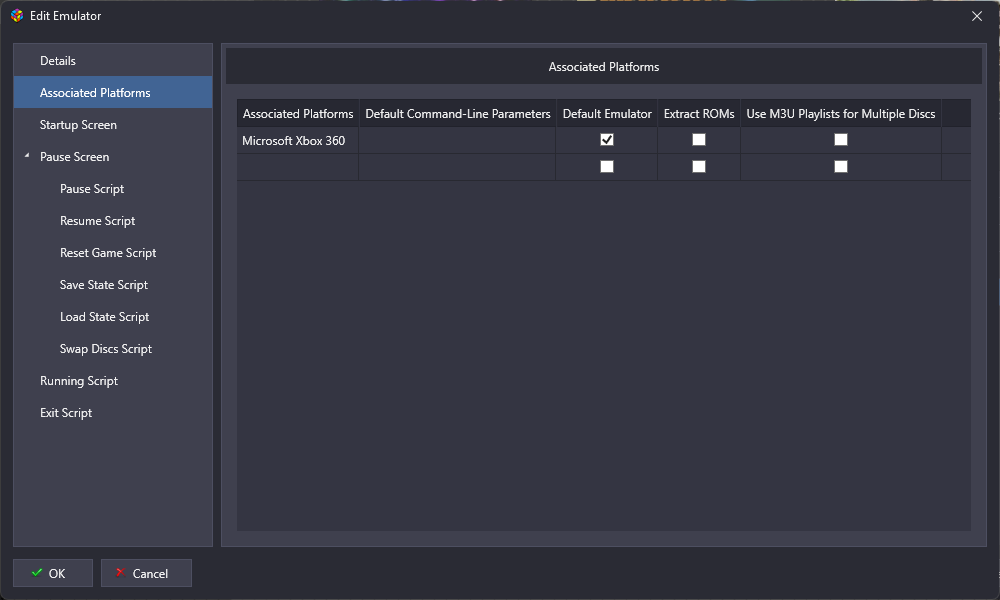 Edit Emulator
Details
Associated Platforms
Startup Screen
Pause Screen
Pause Script
Resume Script
Reset Game Script
Save State Script
Load State Script
Swap Discs Script
Running Script
Exit Script
Associated Platforms
Associated Platforms Default Command-Line Parameters Default Emulator Extract ROMs Use M3U Playlists for Multiple Discs
Microsoft Xbox 360
OK Cancel